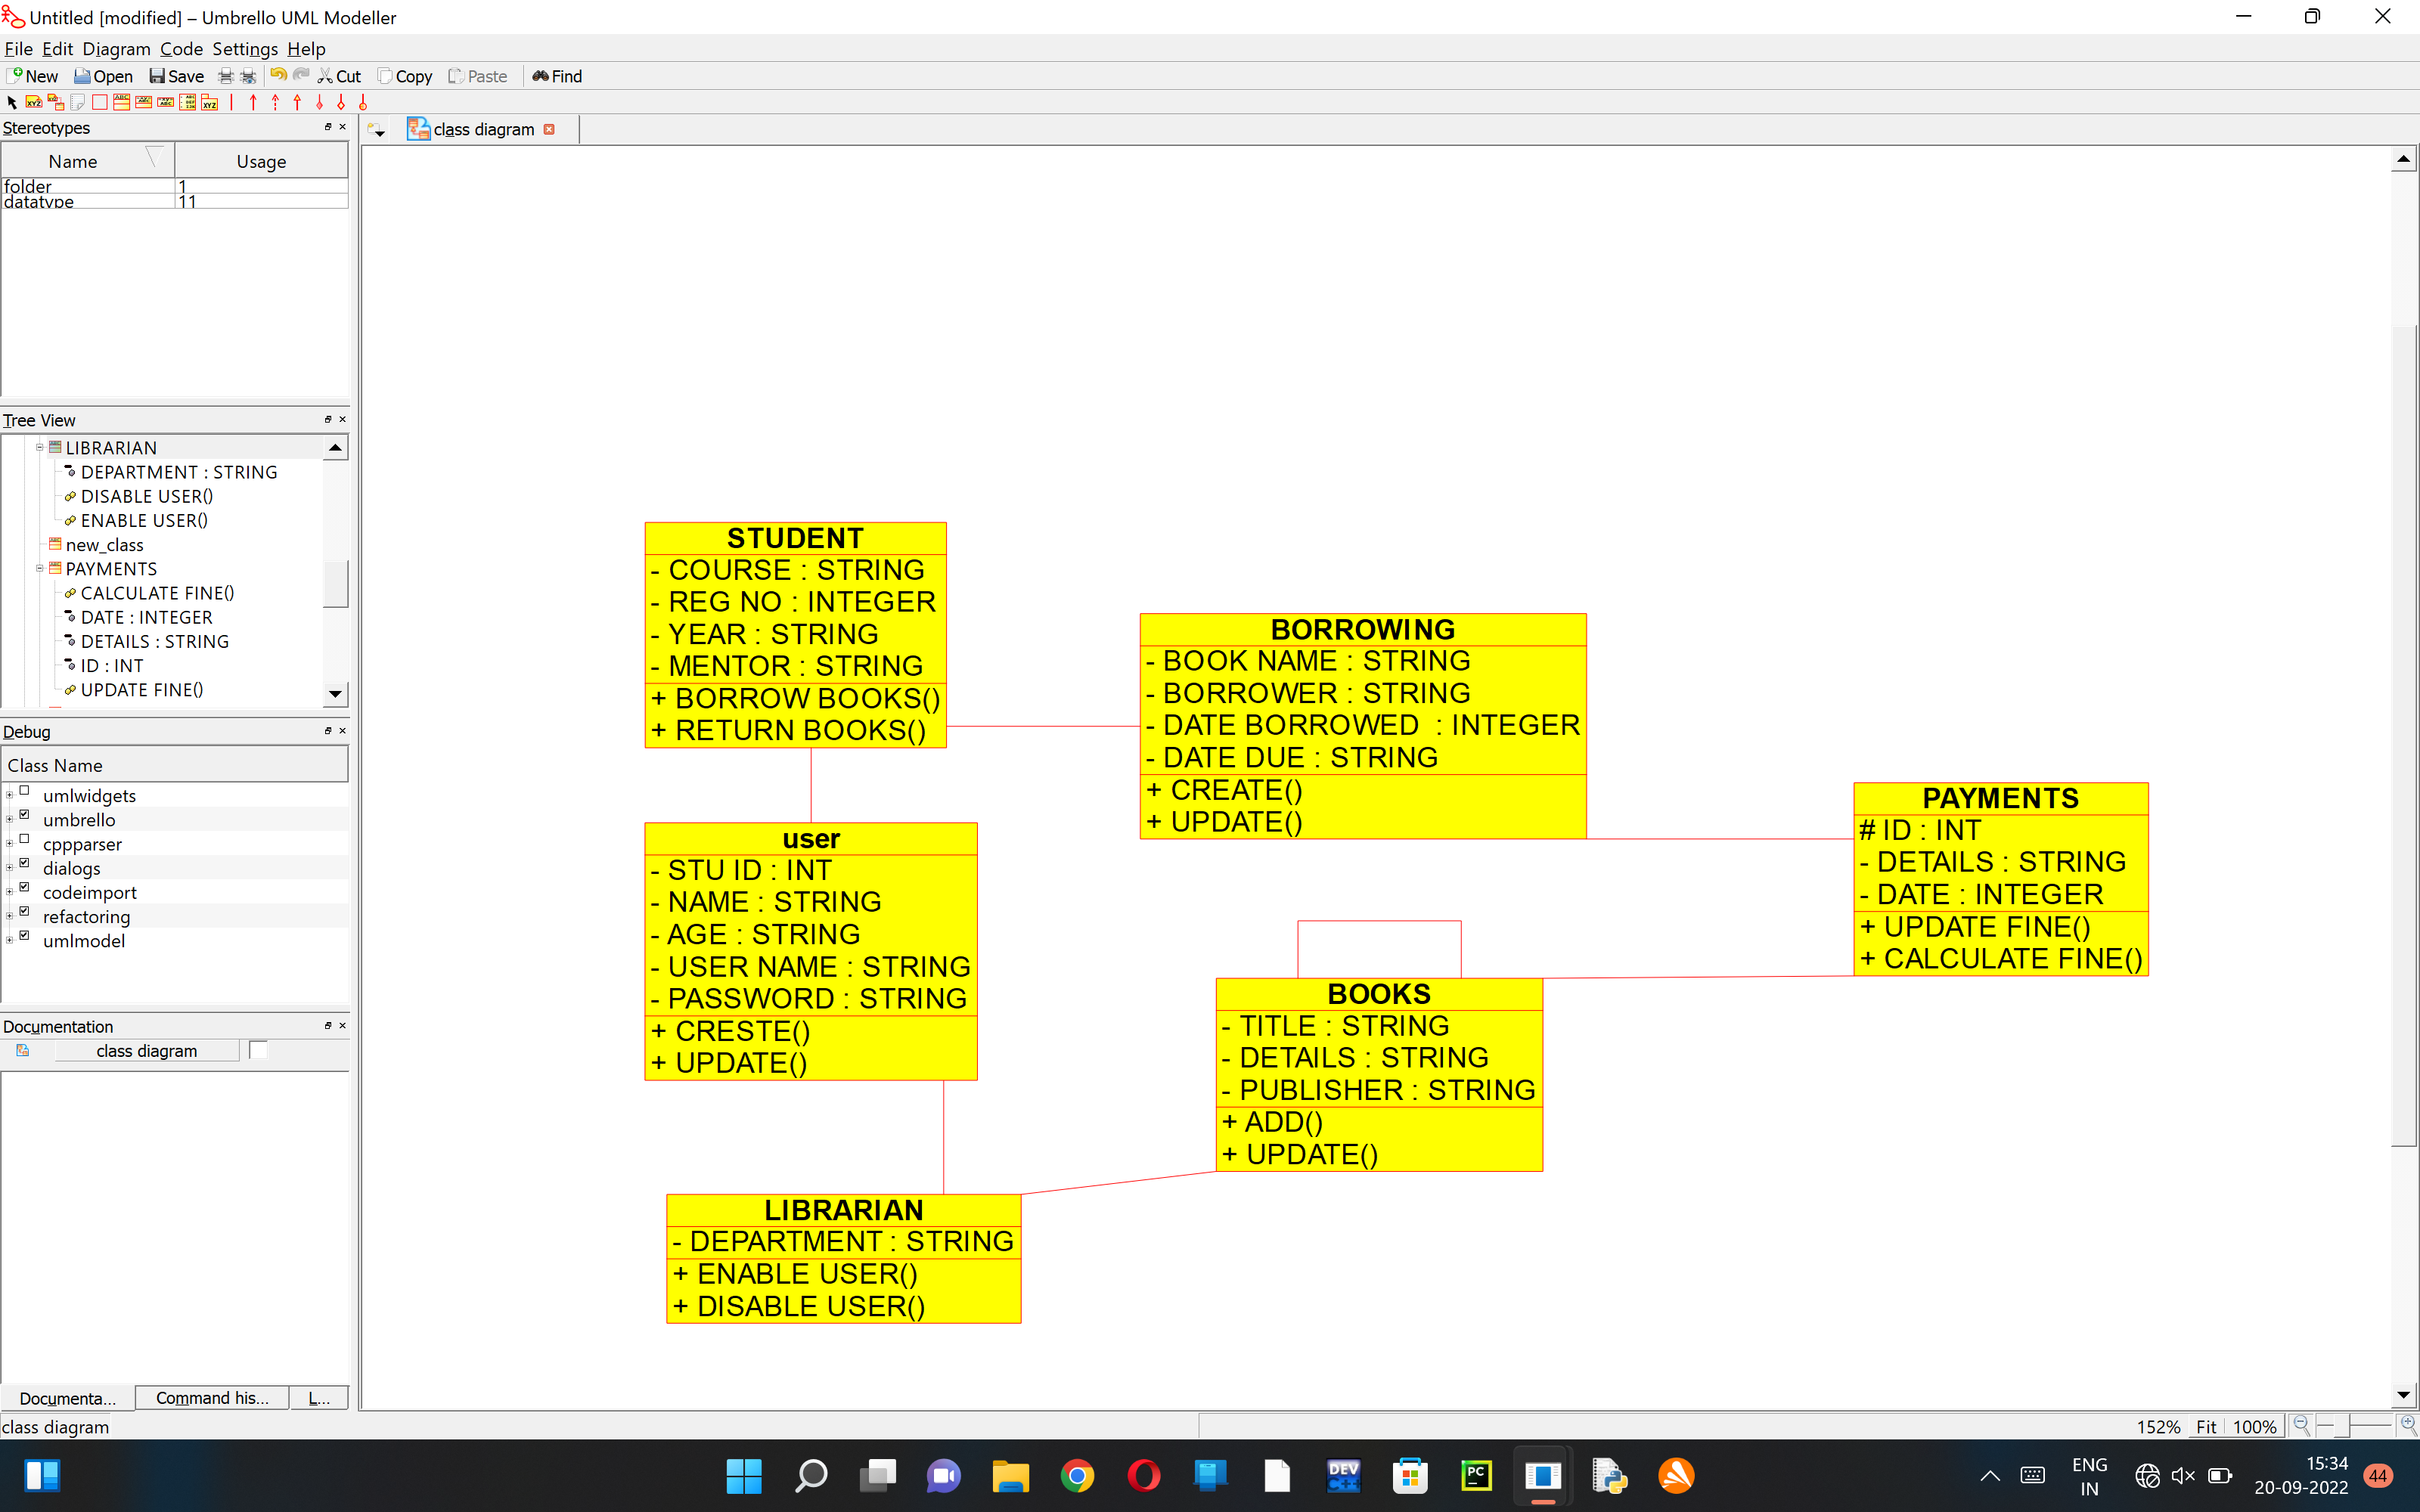 Untitled [modified] – Umbrello UML Modeller
File Edit Diagram Code Settings Help
New Open Save Cut Copy Paste Find
Stereotypes
class diagram
Name Usage
folder 1
datatype 11
Tree View
LIBRARIAN
DEPARTMENT : STRING
DISABLE USER()
ENABLE USER()
new_class
PAYMENTS
CALCULATE FINE()
DATE : INTEGER
DETAILS : STRING
ID : INT
UPDATE FINE()
Debug
Class Name
umlwidgets
umbrello
cppparser
dialogs
codeimport
refactoring
umlmodel
Documentation
class diagram
Documenta... Command his... L...
STUDENT
- COURSE : STRING
- REG NO : INTEGER
- YEAR : STRING
- MENTOR : STRING
+ BORROW BOOKS()
+ RETURN BOOKS()
BORROWING
- BOOK NAME : STRING
- BORROWER : STRING
- DATE BORROWED : INTEGER
- DATE DUE : STRING
+ CREATE()
+ UPDATE()
PAYMENTS
# ID : INT
- DETAILS : STRING
- DATE : INTEGER
+ UPDATE FINE()
+ CALCULATE FINE()
user
- STU ID : INT
- NAME : STRING
- AGE : STRING
- USER NAME : STRING
- PASSWORD : STRING
+ CRESTE()
+ UPDATE()
BOOKS
- TITLE : STRING
- DETAILS : STRING
- PUBLISHER : STRING
+ ADD()
+ UPDATE()
LIBRARIAN
- DEPARTMENT : STRING
+ ENABLE USER()
+ DISABLE USER()
class diagram
152% Fit 100%
DEV C++
PC
ENG
IN
15:34
20-09-2022
44